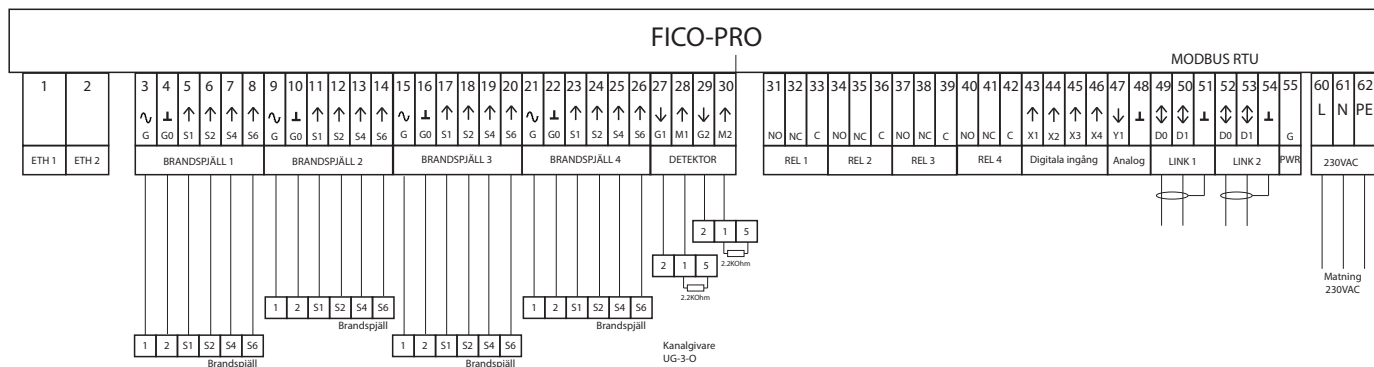 FICO-PRO
MODBUS RTU
1 2 3 4 5 6 7 8 9 10 11 12 13 14 15 16 17 18 19 20 21 22 23 24 25 26 27 28 29 30 31 32 33 34 35 36 37 38 39 40 41 42 43 44 45 46 47 48 49 50 51 52 53 54 55 60 61 62
L N PE
G G0 S1 S2 S4 S6 G G0 S1 S2 S4 S6 G G0 S1 S2 S4 S6 G G0 S1 S2 S4 S6 G1 M1 G2 M2 NO NC C NO NC C NO NC C NO NC C X1 X2 X3 X4 Y1 D0 D1 D0 D1 G
ETH 1 ETH 2 BRANDSPJÄLL 1 BRANDSPJÄLL 2 BRANDSPJÄLL 3 BRANDSPJÄLL 4 DETEKTOR REL 1 REL 2 REL 3 REL 4 Digitala ingång Analog LINK 1 LINK 2 PWR 230VAC
2 1 5
2.2KOhm
2 1 5
2.2KOhm
Matning
230VAC
1 2 S1 S2 S4 S6
Brandspjäll
1 2 S1 S2 S4 S6
Brandspjäll
1 2 S1 S2 S4 S6
Brandspjäll
1 2 S1 S2 S4 S6
Brandspjäll
Kanalgivare
UG-3-O